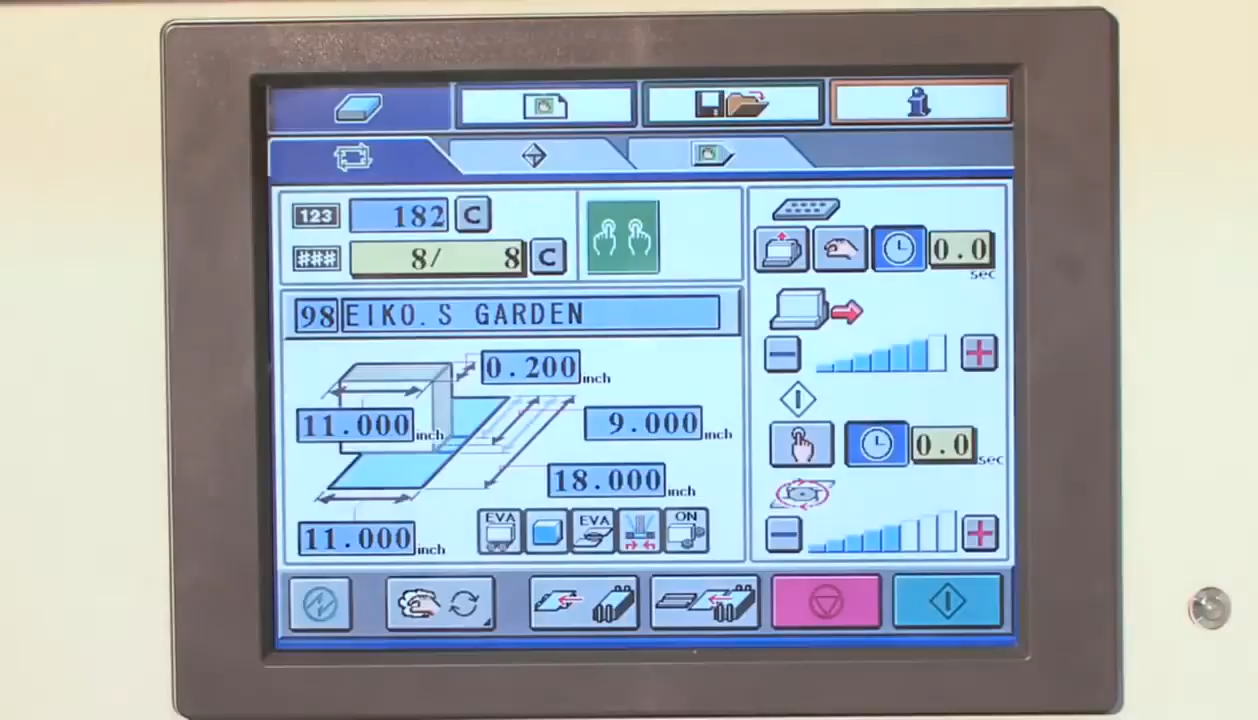 123 182 C
### 8/ 8 C
0.0
sec
98 EIKO.S GARDEN
0.200 inch
11.000 inch
9.000 inch
0.0
sec
18.000 inch
11.000 inch
EVA EVA ON